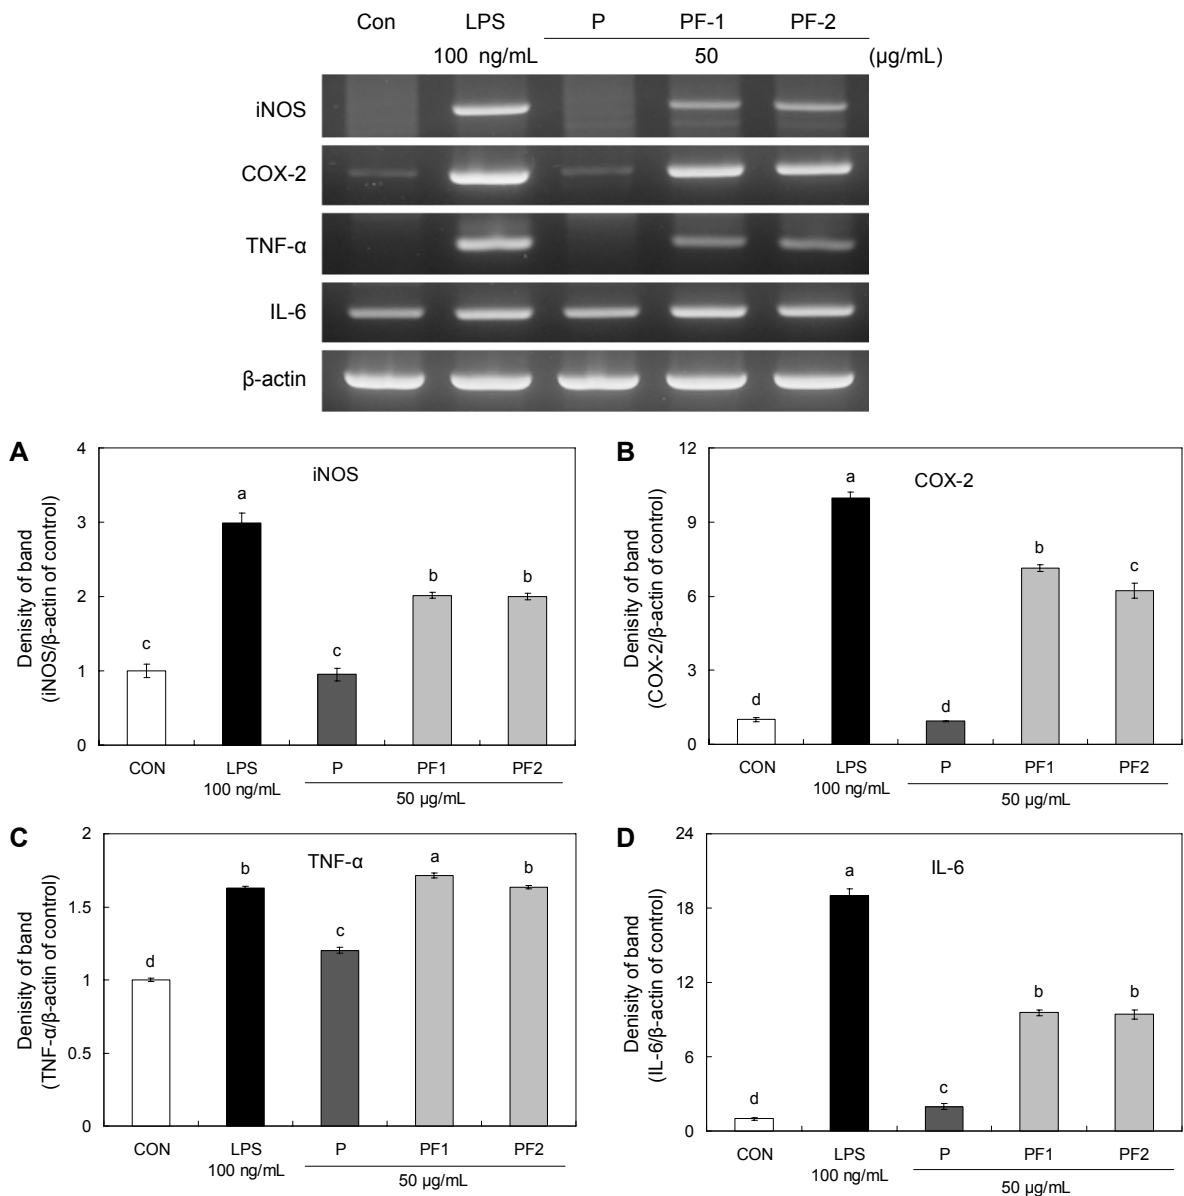 Con LPS P PF-1 PF-2
100 ng/mL 50 (μg/mL)
iNOS
COX-2
TNF-α
IL-6
β-actin
A
iNOS
Denisity of band
(iNOS/β-actin of control)
4
3
2
1
0
c a c b b
CON LPS P PF1 PF2
100 ng/mL
50 μg/mL
B
COX-2
Denisity of band
(COX-2/β-actin of control)
12
9
6
3
0
d a d b c
CON LPS P PF1 PF2
100 ng/mL
50 μg/mL
C
TNF-α
Denisity of band
(TNF-α/β-actin of control)
2
1.5
1
0.5
0
d b c a b
CON LPS P PF1 PF2
100 ng/mL
50 μg/mL
D
IL-6
Denisity of band
(IL-6/β-actin of control)
24
18
12
6
0
d a c b b
CON LPS P PF1 PF2
100 ng/mL
50 μg/mL